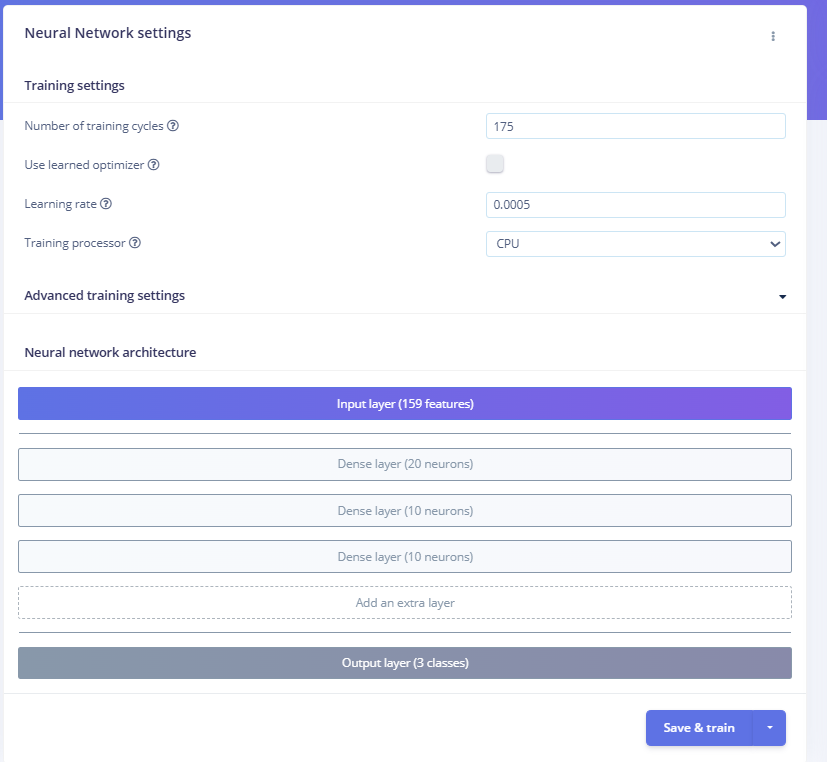 Neural Network settings
Training settings
Number of training cycles
175
Use learned optimizer
Learning rate
0.0005
Training processor
CPU
Advanced training settings
Neural network architecture
Input layer (159 features)
Dense layer (20 neurons)
Dense layer (10 neurons)
Dense layer (10 neurons)
Add an extra layer
Output layer (3 classes)
Save & train